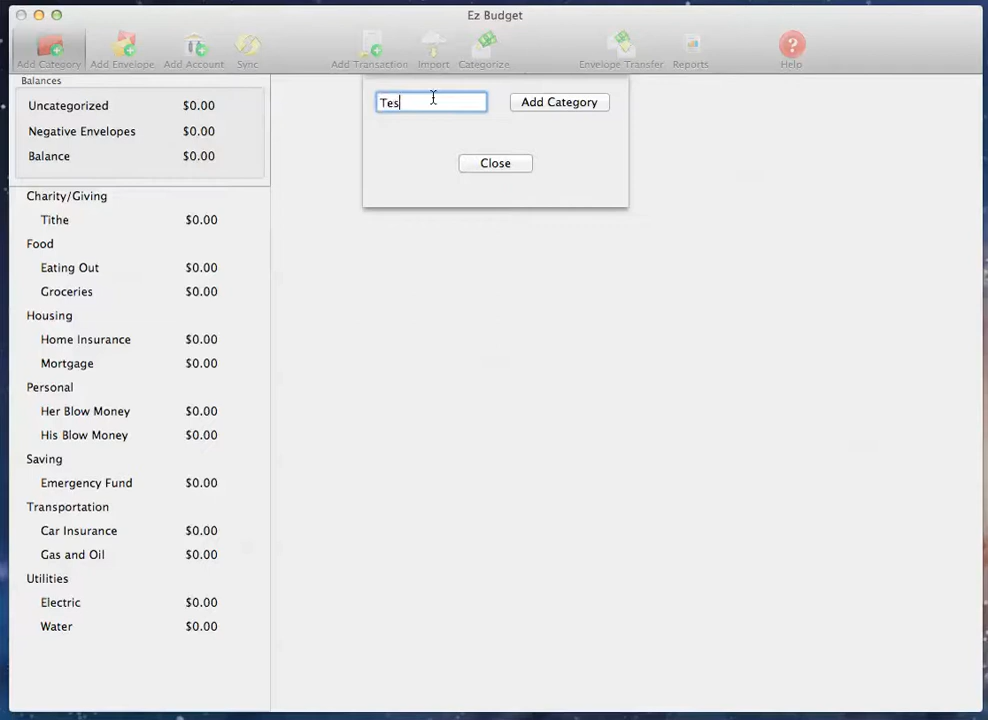 Ez Budget
Add Category Add Envelope Add Account Sync Add Transaction Import Categorize Envelope Transfer Reports Help
Balances
Uncategorized $0.00
Negative Envelopes $0.00
Balance $0.00
Tes Add Category
Close
Charity/Giving
Tithe $0.00
Food
Eating Out $0.00
Groceries $0.00
Housing
Home Insurance $0.00
Mortgage $0.00
Personal
Her Blow Money $0.00
His Blow Money $0.00
Saving
Emergency Fund $0.00
Transportation
Car Insurance $0.00
Gas and Oil $0.00
Utilities
Electric $0.00
Water $0.00